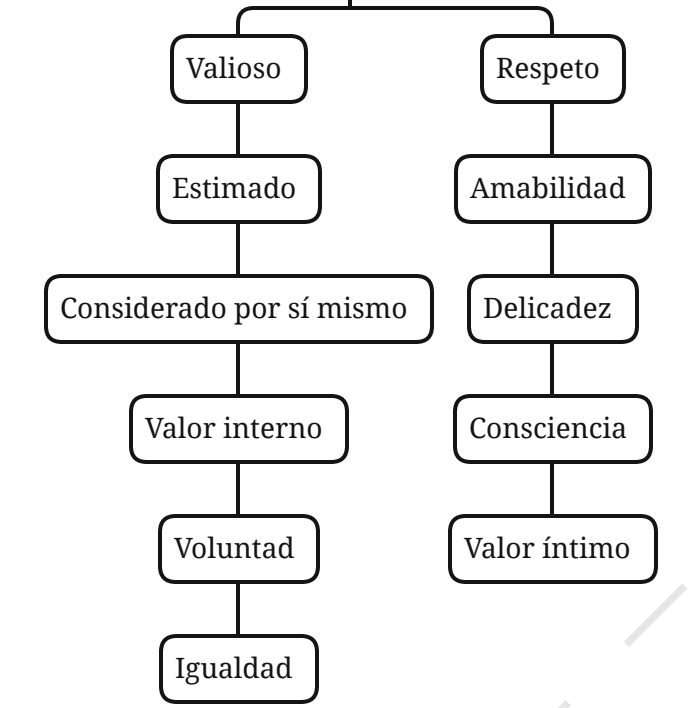 Valioso
Estimado
Considerado por sí mismo
Valor interno
Voluntad
Igualdad
Respeto
Amabilidad
Delicadez
Consciencia
Valor íntimo